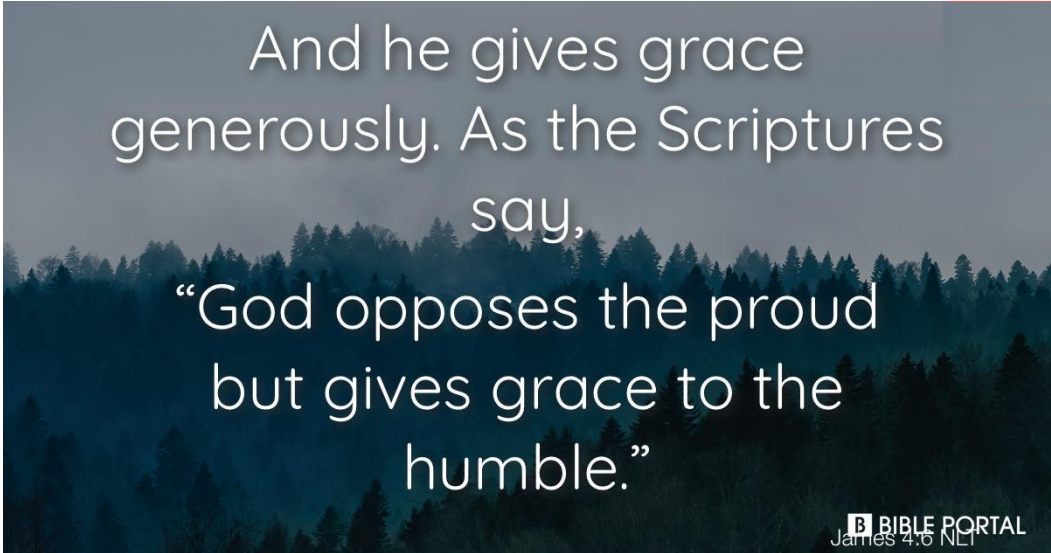 And he gives grace
generously. As the Scriptures
say,
“God opposes the proud
but gives grace to the
humble.”
B BIBLE PORTAL
James 4:6 NLT